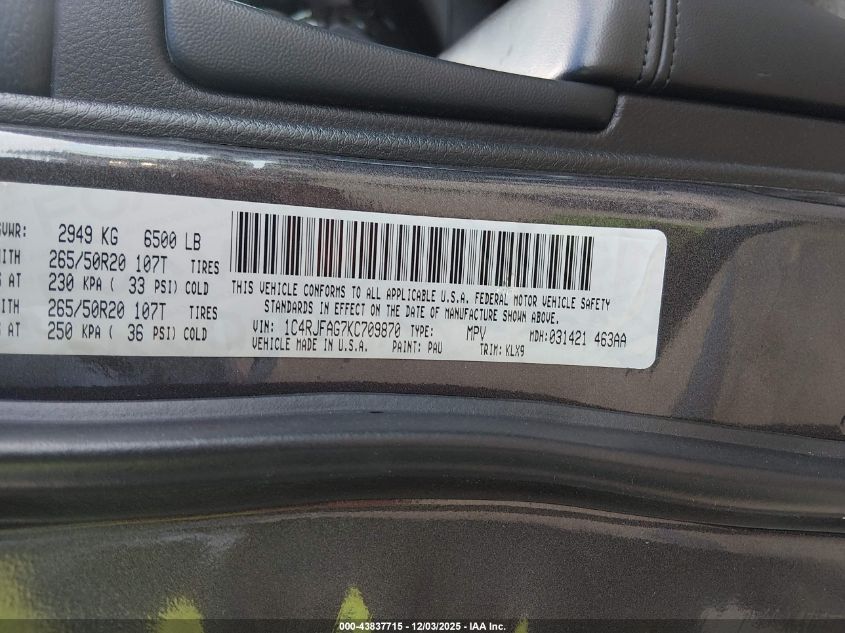 GVWR: 2949 KG 6500 LB
WITH 265/50R20 107T TIRES
AT 230 KPA ( 33 PSI) COLD
WITH 265/50R20 107T TIRES
AT 250 KPA ( 36 PSI) COLD
THIS VEHICLE CONFORMS TO ALL APPLICABLE U.S.A. FEDERAL MOTOR VEHICLE SAFETY
STANDARDS IN EFFECT ON THE DATE OF MANUFACTURE SHOWN ABOVE.
VIN: 1C4RJFAG7KC709870 TYPE: MPV MDH:031421 463AA
VEHICLE MADE IN U.S.A. PAINT: PAU TRIM: KLX9
000-43837715 - 12/03/2025 - IAA Inc.